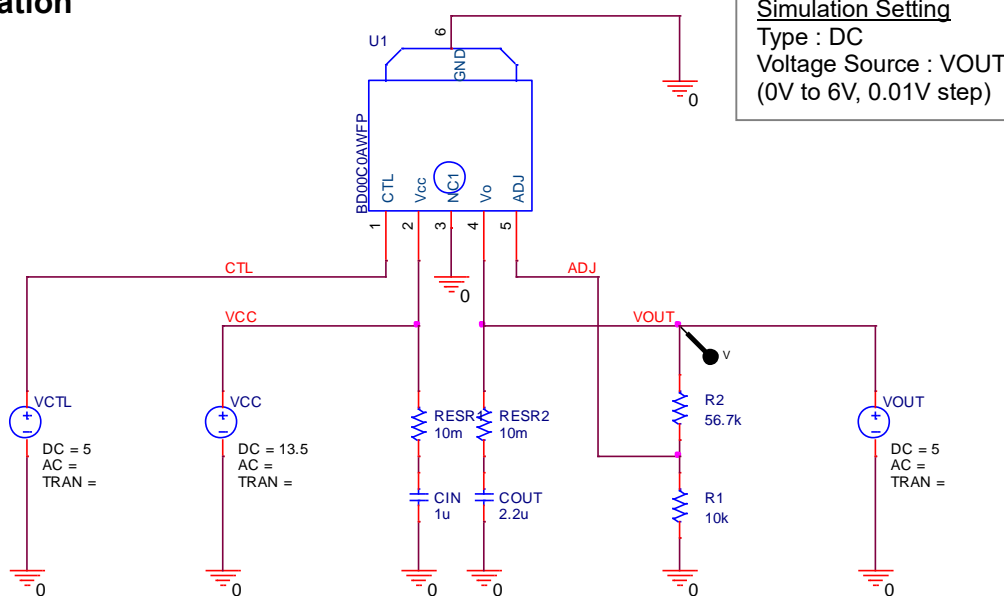 ation
Simulation Setting
Type : DC
Voltage Source : VOUT
(0V to 6V, 0.01V step)
U1
6
GND
0
BD00C0AWFP
CTL
Vcc
NC1
Vo
ADJ
1
2
3
4
5
0
CTL
ADJ
VCC
VOUT
V
VCTL
DC = 5
AC =
TRAN =
VCC
DC = 13.5
AC =
TRAN =
RESR1
10m
RESR2
10m
R2
56.7k
VOUT
DC = 5
AC =
TRAN =
CIN
1u
COUT
2.2u
R1
10k
0
0
0
0
0
0